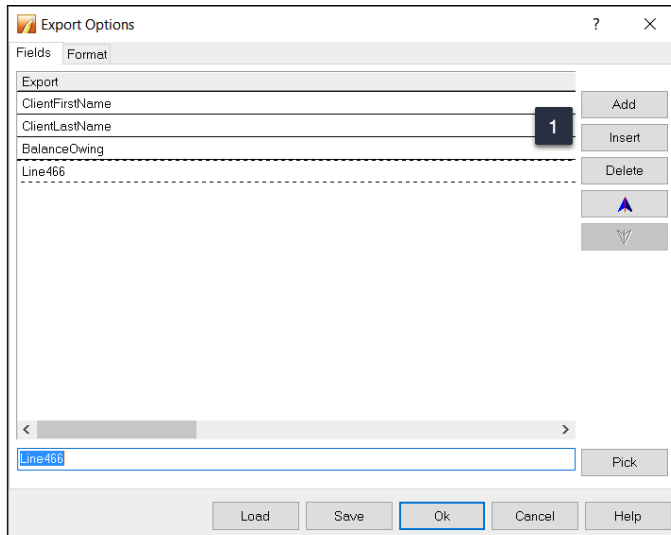 Export Options ?
Fields Format
Export
ClientFirstName
ClientLastName
BalanceOwing
Line466
1
Add
Insert
Delete
Line466
Pick
Load Save Ok Cancel Help